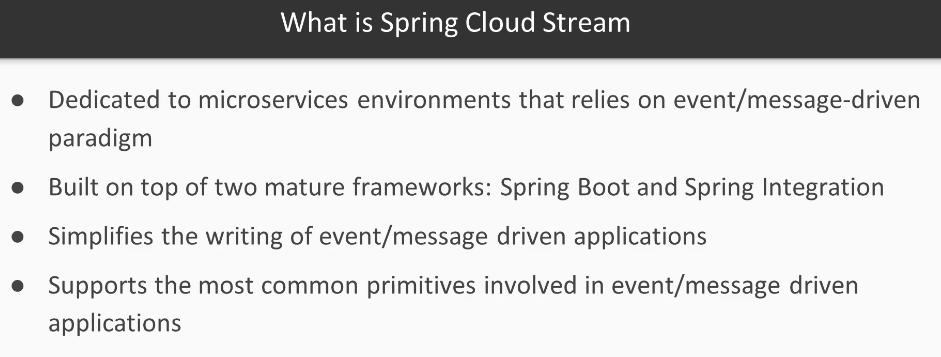 What is Spring Cloud Stream
● Dedicated to microservices environments that relies on event/message-driven
paradigm
● Built on top of two mature frameworks: Spring Boot and Spring Integration
● Simplifies the writing of event/message driven applications
● Supports the most common primitives involved in event/message driven
applications